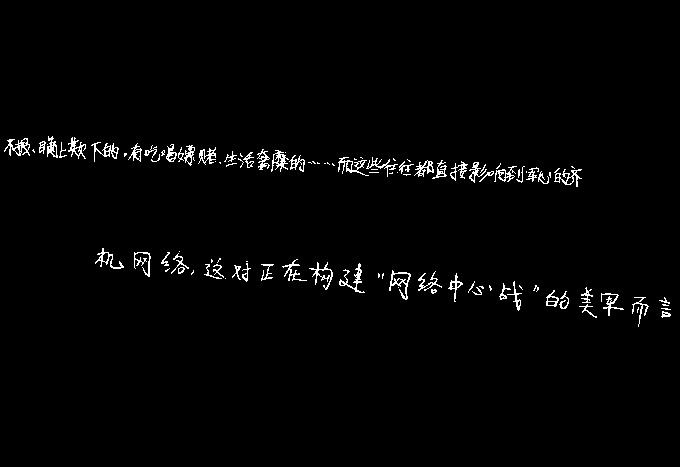 不报、瞒上欺下的,有吃喝嫖赌、生活奢糜的……而这些往往都直接影响到军心的齐
机网络,这对正在构建“网络中心战”的美军而言